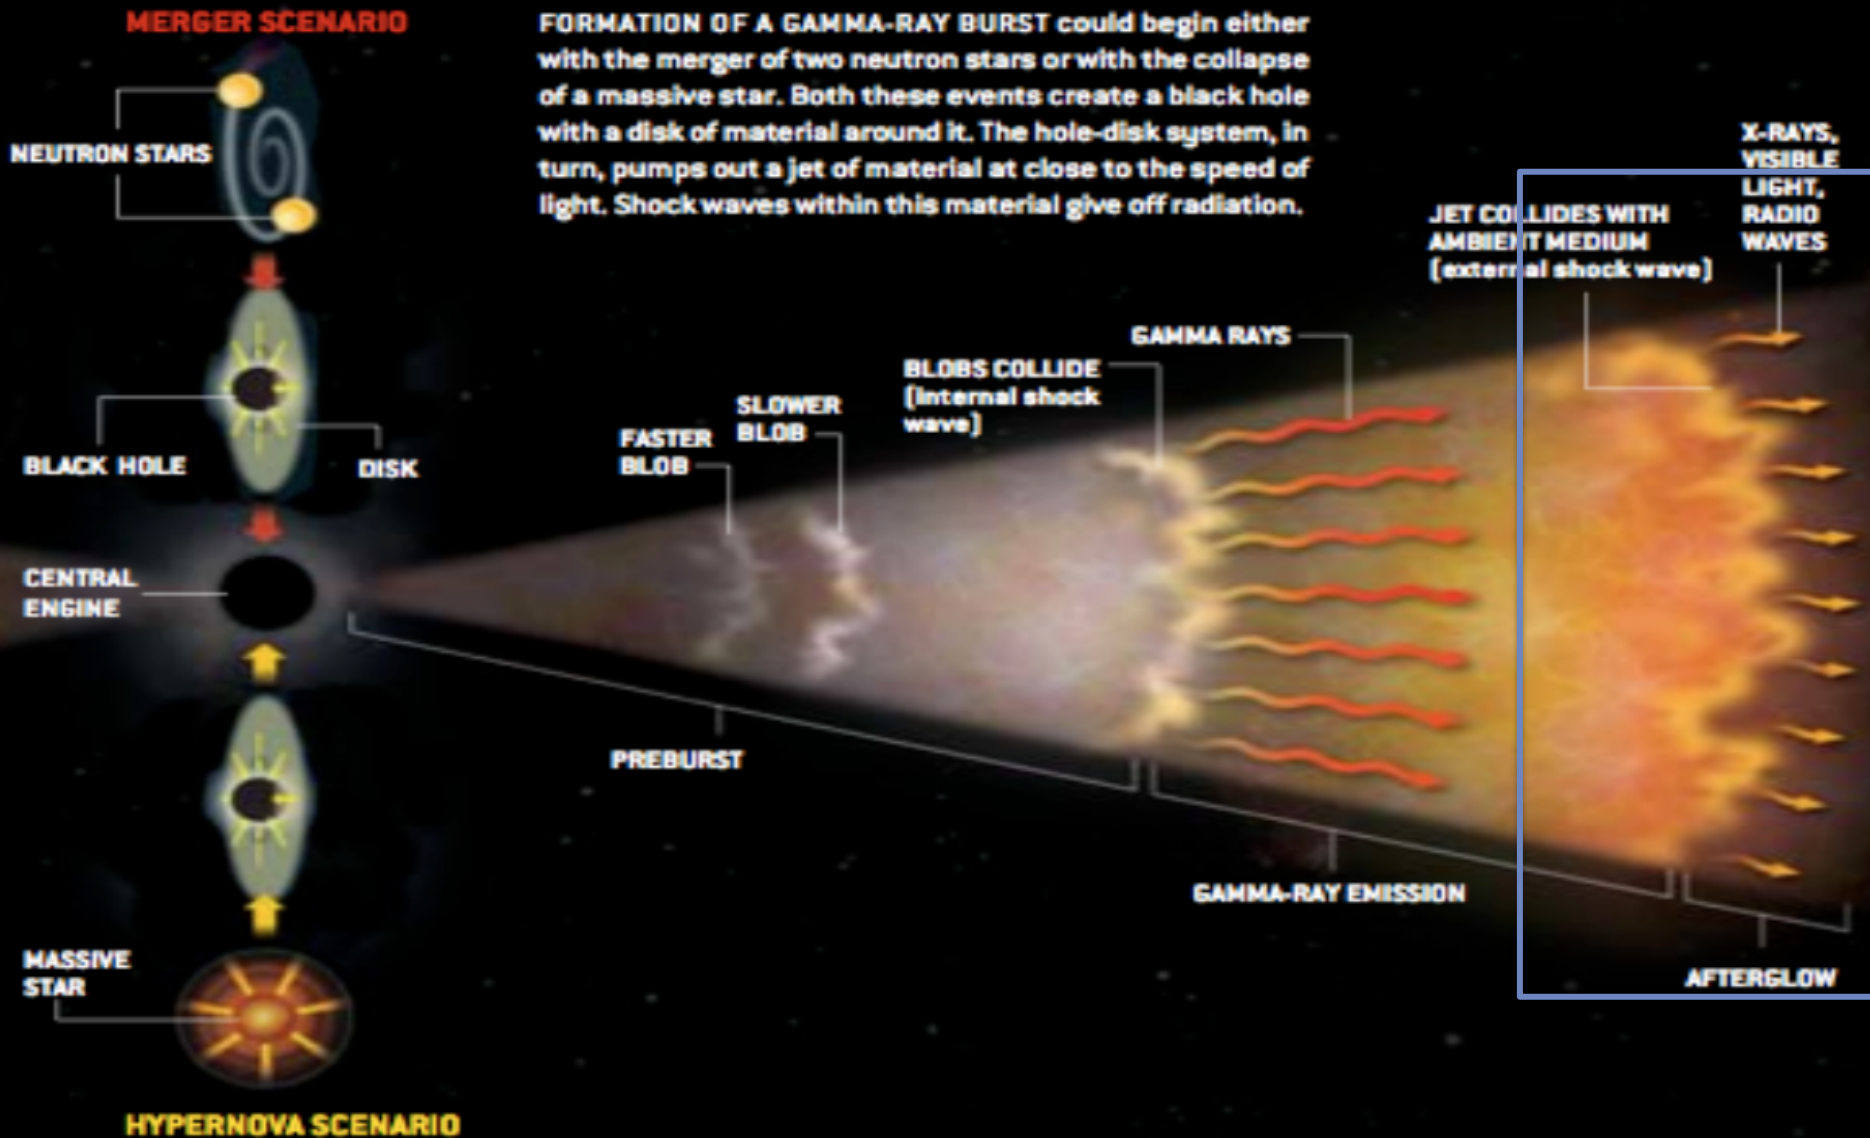 MERGER SCENARIO
FORMATION OF A GAMMA-RAY BURST could begin either
with the merger of two neutron stars or with the collapse
of a massive star. Both these events create a black hole
with a disk of material around it. The hole-disk system, in
turn, pumps out a jet of material at close to the speed of
light. Shock waves within this material give off radiation.
NEUTRON STARS
BLACK HOLE
DISK
CENTRAL
ENGINE
MASSIVE
STAR
HYPERNOVA SCENARIO
FASTER
BLOB
SLOWER
BLOB
PREBURST
BLOBS COLLIDE
(internal shock
wave)
GAMMA RAYS
GAMMA-RAY EMISSION
JET COLLIDES WITH
AMBIENT MEDIUM
(external shock wave)
X-RAYS,
VISIBLE
LIGHT,
RADIO
WAVES
AFTERGLOW